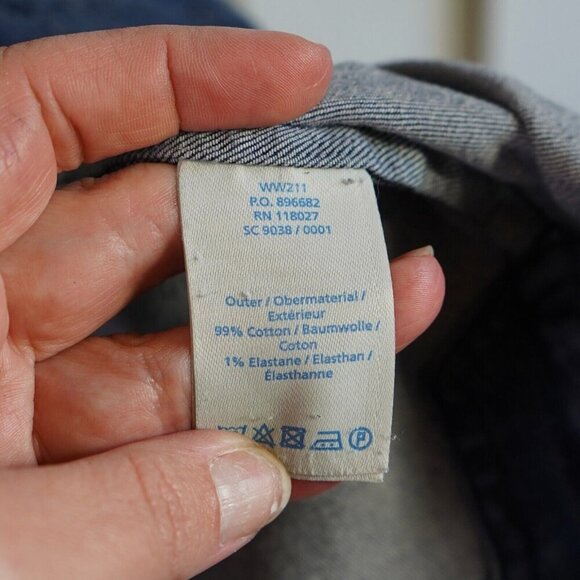 WW211
P.O. 896682
RN 118027
SC 9038 / 0001
Outer / Obermaterial /
Extérieur
99% Cotton / Baumwolle /
Coton
1% Elastane / Elasthan /
Élasthanne
P